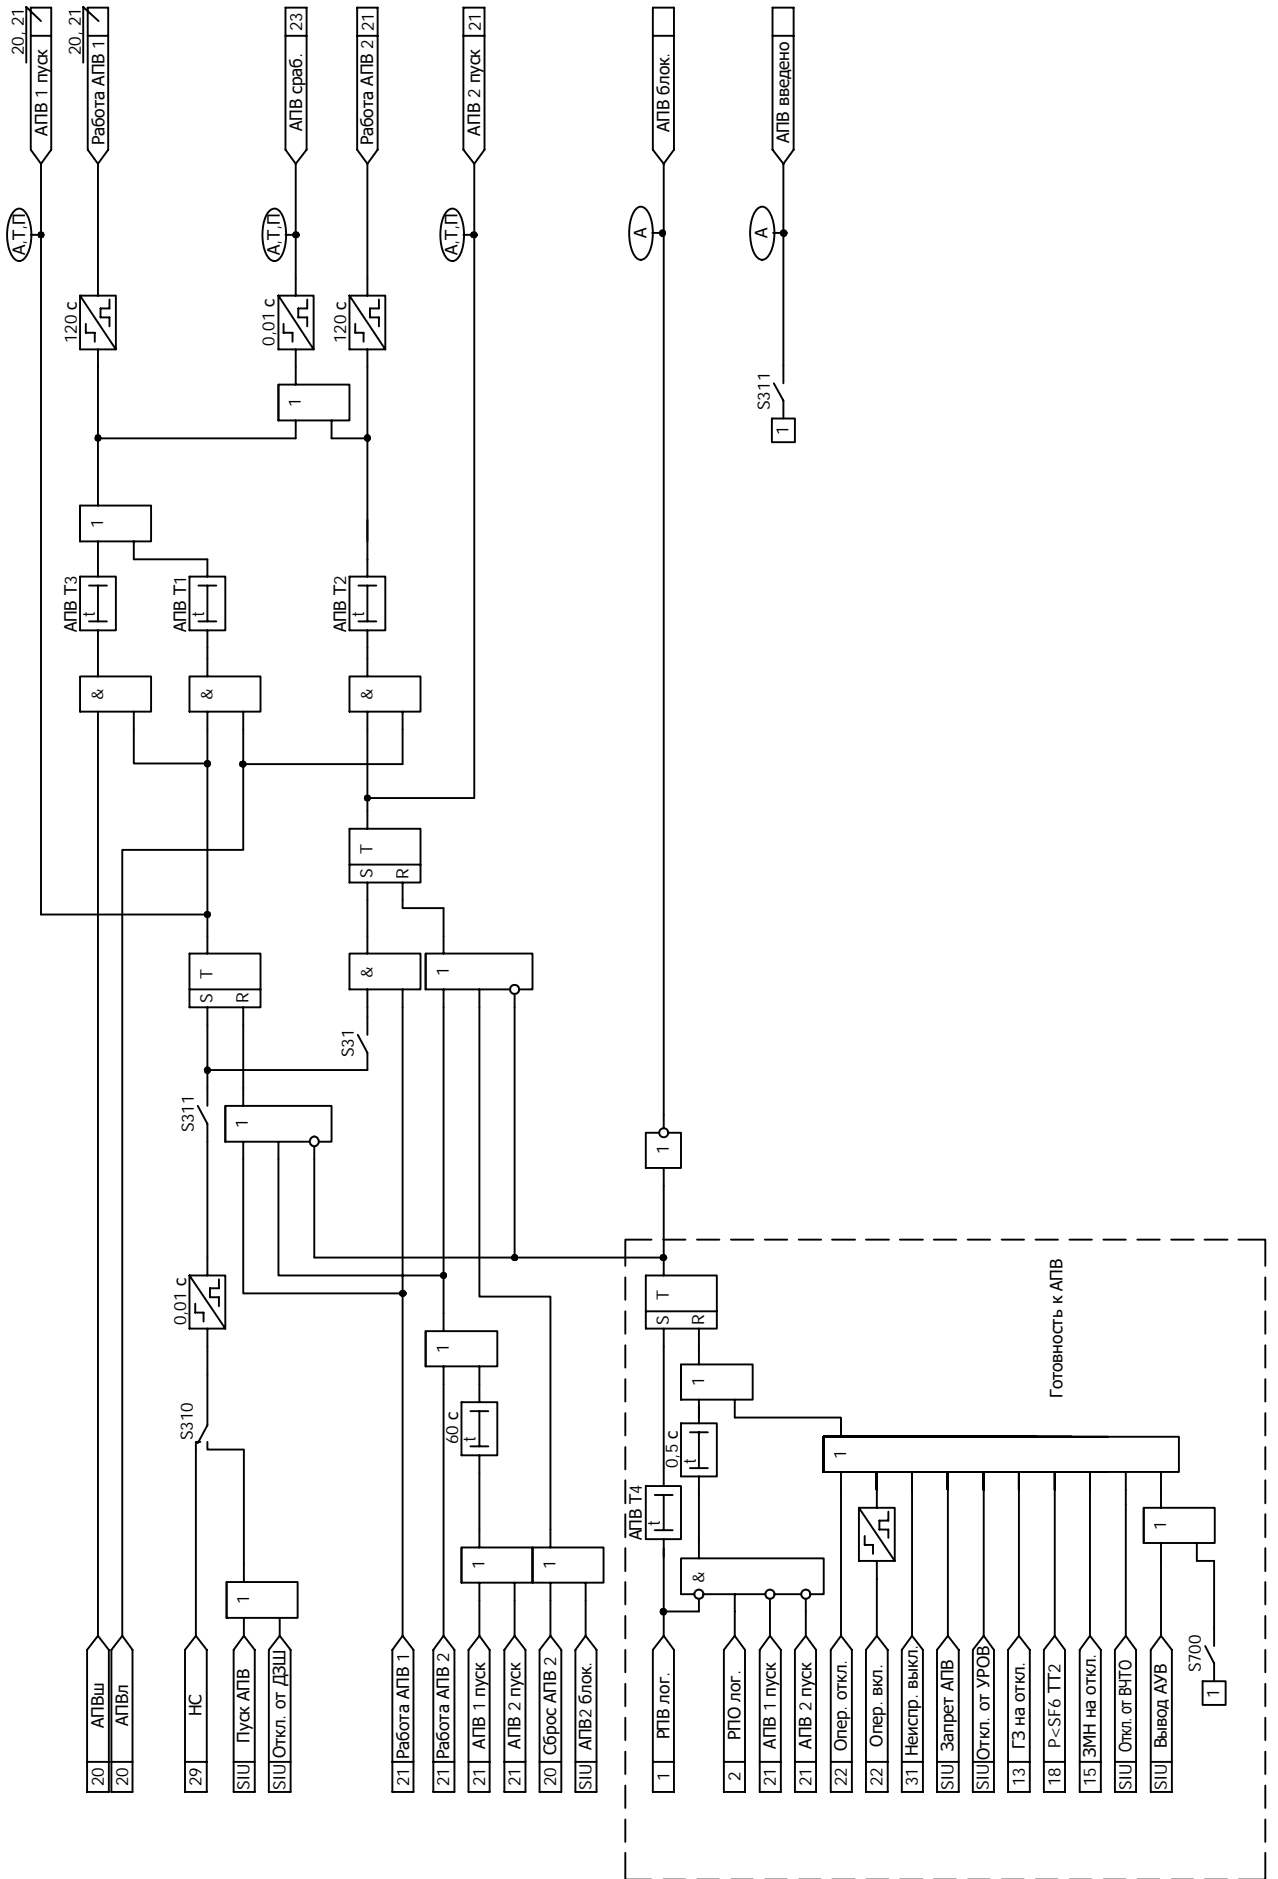 20, 21
АПВ 1 пуск
20, 21
Работа АПВ 1
АПВ сраб. 23
Работа АПВ 2 21
АПВ 2 пуск 21
АПВ блок.
АПВ введено
А,Т,П
А,Т,П
А,Т,П
А
А
120 с
0,01 с
120 с
1
S311
1
1
АПВ Т3
t
АПВ Т1
t
АПВ Т2
t
&
&
&
S T
R
S T
R
&
1
S31
S311
1
1
0,01 с
S310
1
60 с
t
1
1
1
S T
R
1
АПВ Т4
t
0,5 с
t
&
1
1
Готовность к АПВ
S700
1
20 АПВш
20 АПВл
29 НС
SIU Пуск АПВ
SIU Откл. от ДЗШ
21 Работа АПВ 1
21 Работа АПВ 2
21 АПВ 1 пуск
21 АПВ 2 пуск
20 Сброс АПВ 2
SIU АПВ2 блок.
1 РПВ лог.
2 РПО лог.
21 АПВ 1 пуск
21 АПВ 2 пуск
22 Опер. откл.
22 Опер. вкл.
31 Неиспр. выкл.
SIU Запрет АПВ
SIU Откл. от УРОВ
13 ГЗ на откл.
18 P<SF6 ТТ2
15 ЗМН на откл.
SIU Откл. от ВЧТО
SIU Вывод АУВ